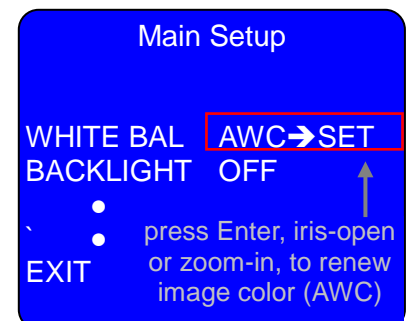 Main Setup
WHITE BAL AWC➔SET
BACKLIGHT OFF
•
` •
press Enter, iris-open
EXIT or zoom-in, to renew
image color (AWC)